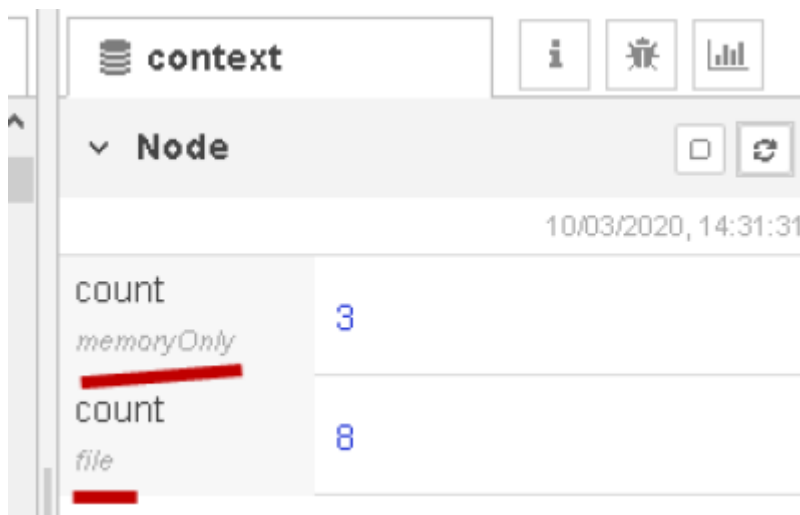 context
Node
10/03/2020, 14:31:31
count
memoryOnly
3
count
file
8